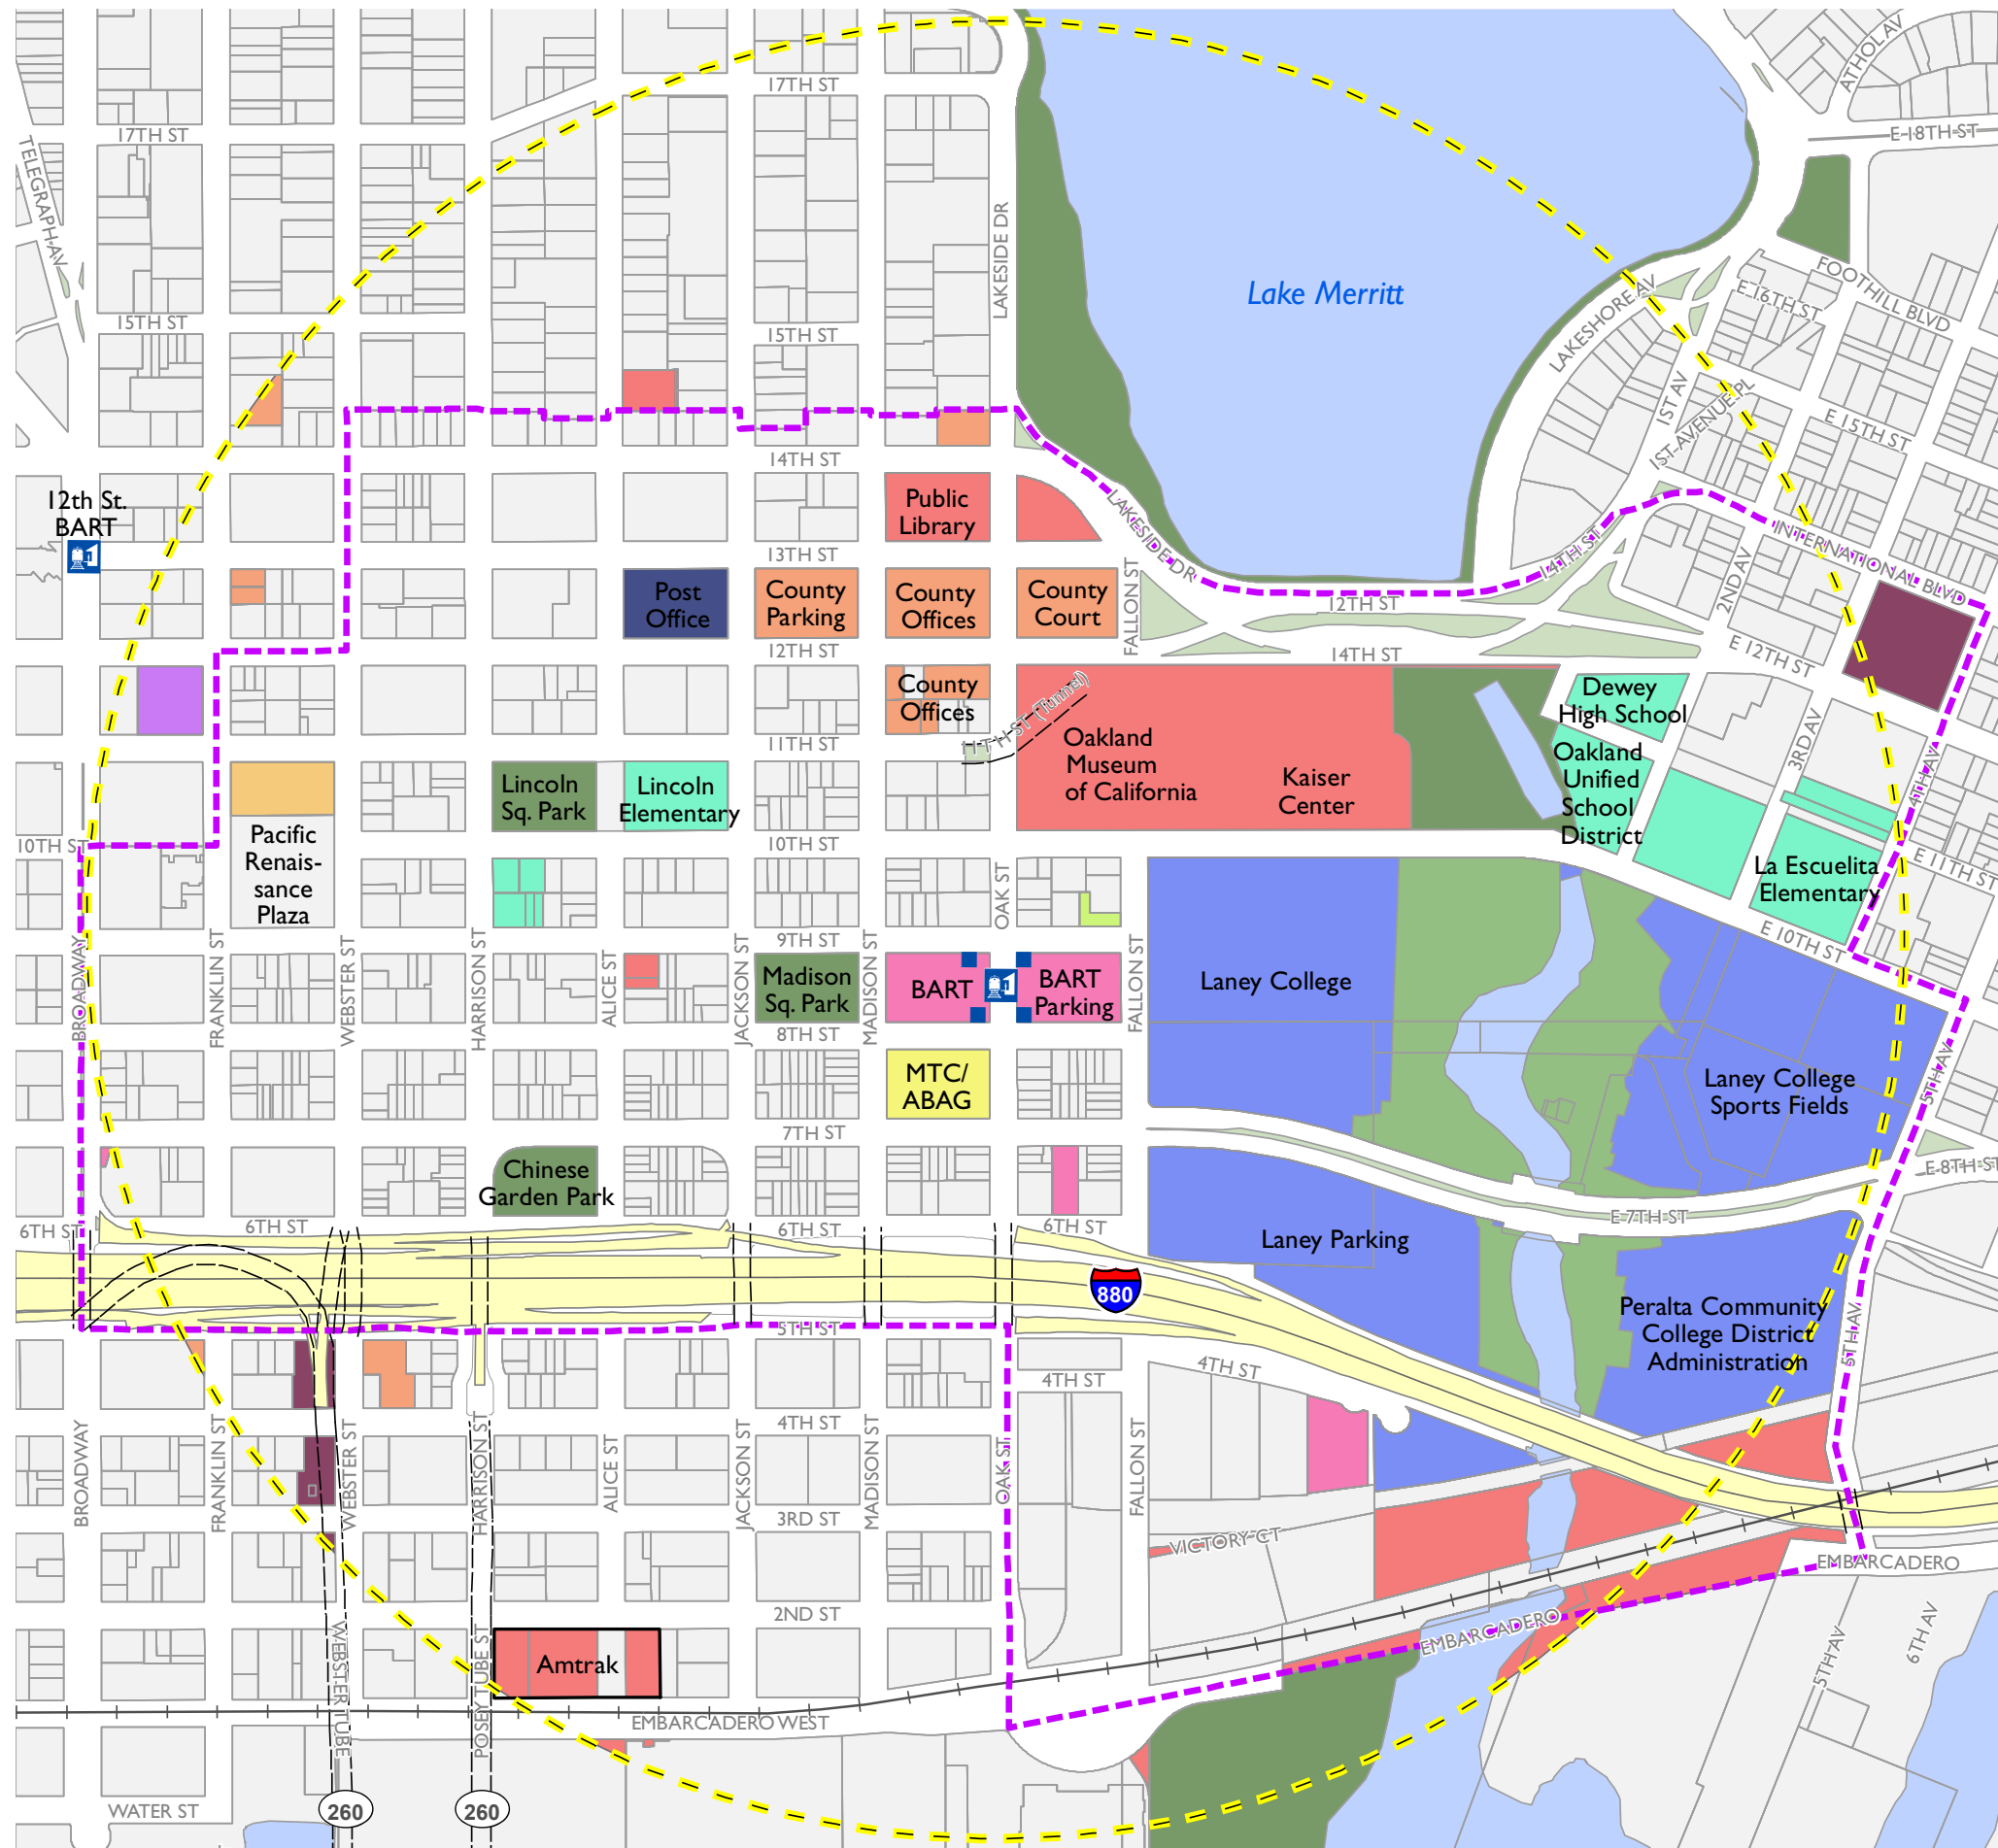 17TH ST
ATHOL AV
E 18TH ST
17TH ST
TELEGRAPH AV
LAKESIDE DR
Lake Merritt
FOOTHILL BLVD
E 16TH ST
LAKESHORE AV
15TH ST
15TH ST
1ST AV
1ST AVENUE PL
E 15TH ST
14TH ST
12th St.
BART
Public
Library
LAKESIDE DR
14TH ST
INTERNATIONAL BLVD
13TH ST
FALLON ST
2ND AV
Post
Office
County
Parking
County
Offices
County
Court
12TH ST
12TH ST
14TH ST
E 12TH ST
County
Offices
11TH ST (Tunnel)
11TH ST
Dewey
High School
3RD AV
4TH AV
Oakland
Museum
of California
Kaiser
Center
Oakland
Unified
School
District
Lincoln
Sq. Park
Lincoln
Elementary
10TH ST
10TH ST
Pacific
Renais-
sance
Plaza
La Escuelita
Elementary
E 11TH ST
OAK ST
9TH ST
E 10TH ST
BROADWAY
FRANKLIN ST
WEBSTER ST
HARRISON ST
ALICE ST
JACKSON ST
MADISON ST
FALLON ST
Madison
Sq. Park
BART
BART
Parking
Laney College
8TH ST
MTC/
ABAG
Laney College
Sports Fields
5TH AV
7TH ST
Chinese
Garden Park
E 8TH ST
6TH ST
6TH ST
6TH ST
6TH ST
E 7TH ST
Laney Parking
880
Peralta Community
College District
Administration
5TH AV
5TH ST
4TH ST
4TH ST
4TH ST
BROADWAY
FRANKLIN ST
WEBSTER ST
HARRISON ST
ALICE ST
JACKSON ST
MADISON ST
OAK ST
FALLON ST
3RD ST
VICTORY CT
EMBARCADERO
2ND ST
WEBSTER TUBE
POSEY TUBE ST
Amtrak
EMBARCADERO
5TH AV
6TH AV
EMBARCADERO WEST
WATER ST
260
260